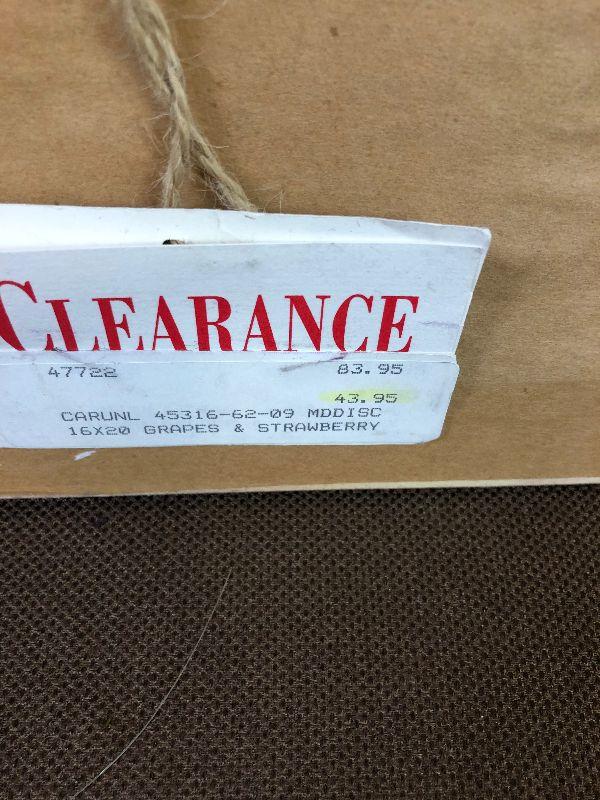 CLEARANCE
47722 83.95
43.95
CARUNL 45316-62-09 MDDISC
16X20 GRAPES & STRAWBERRY